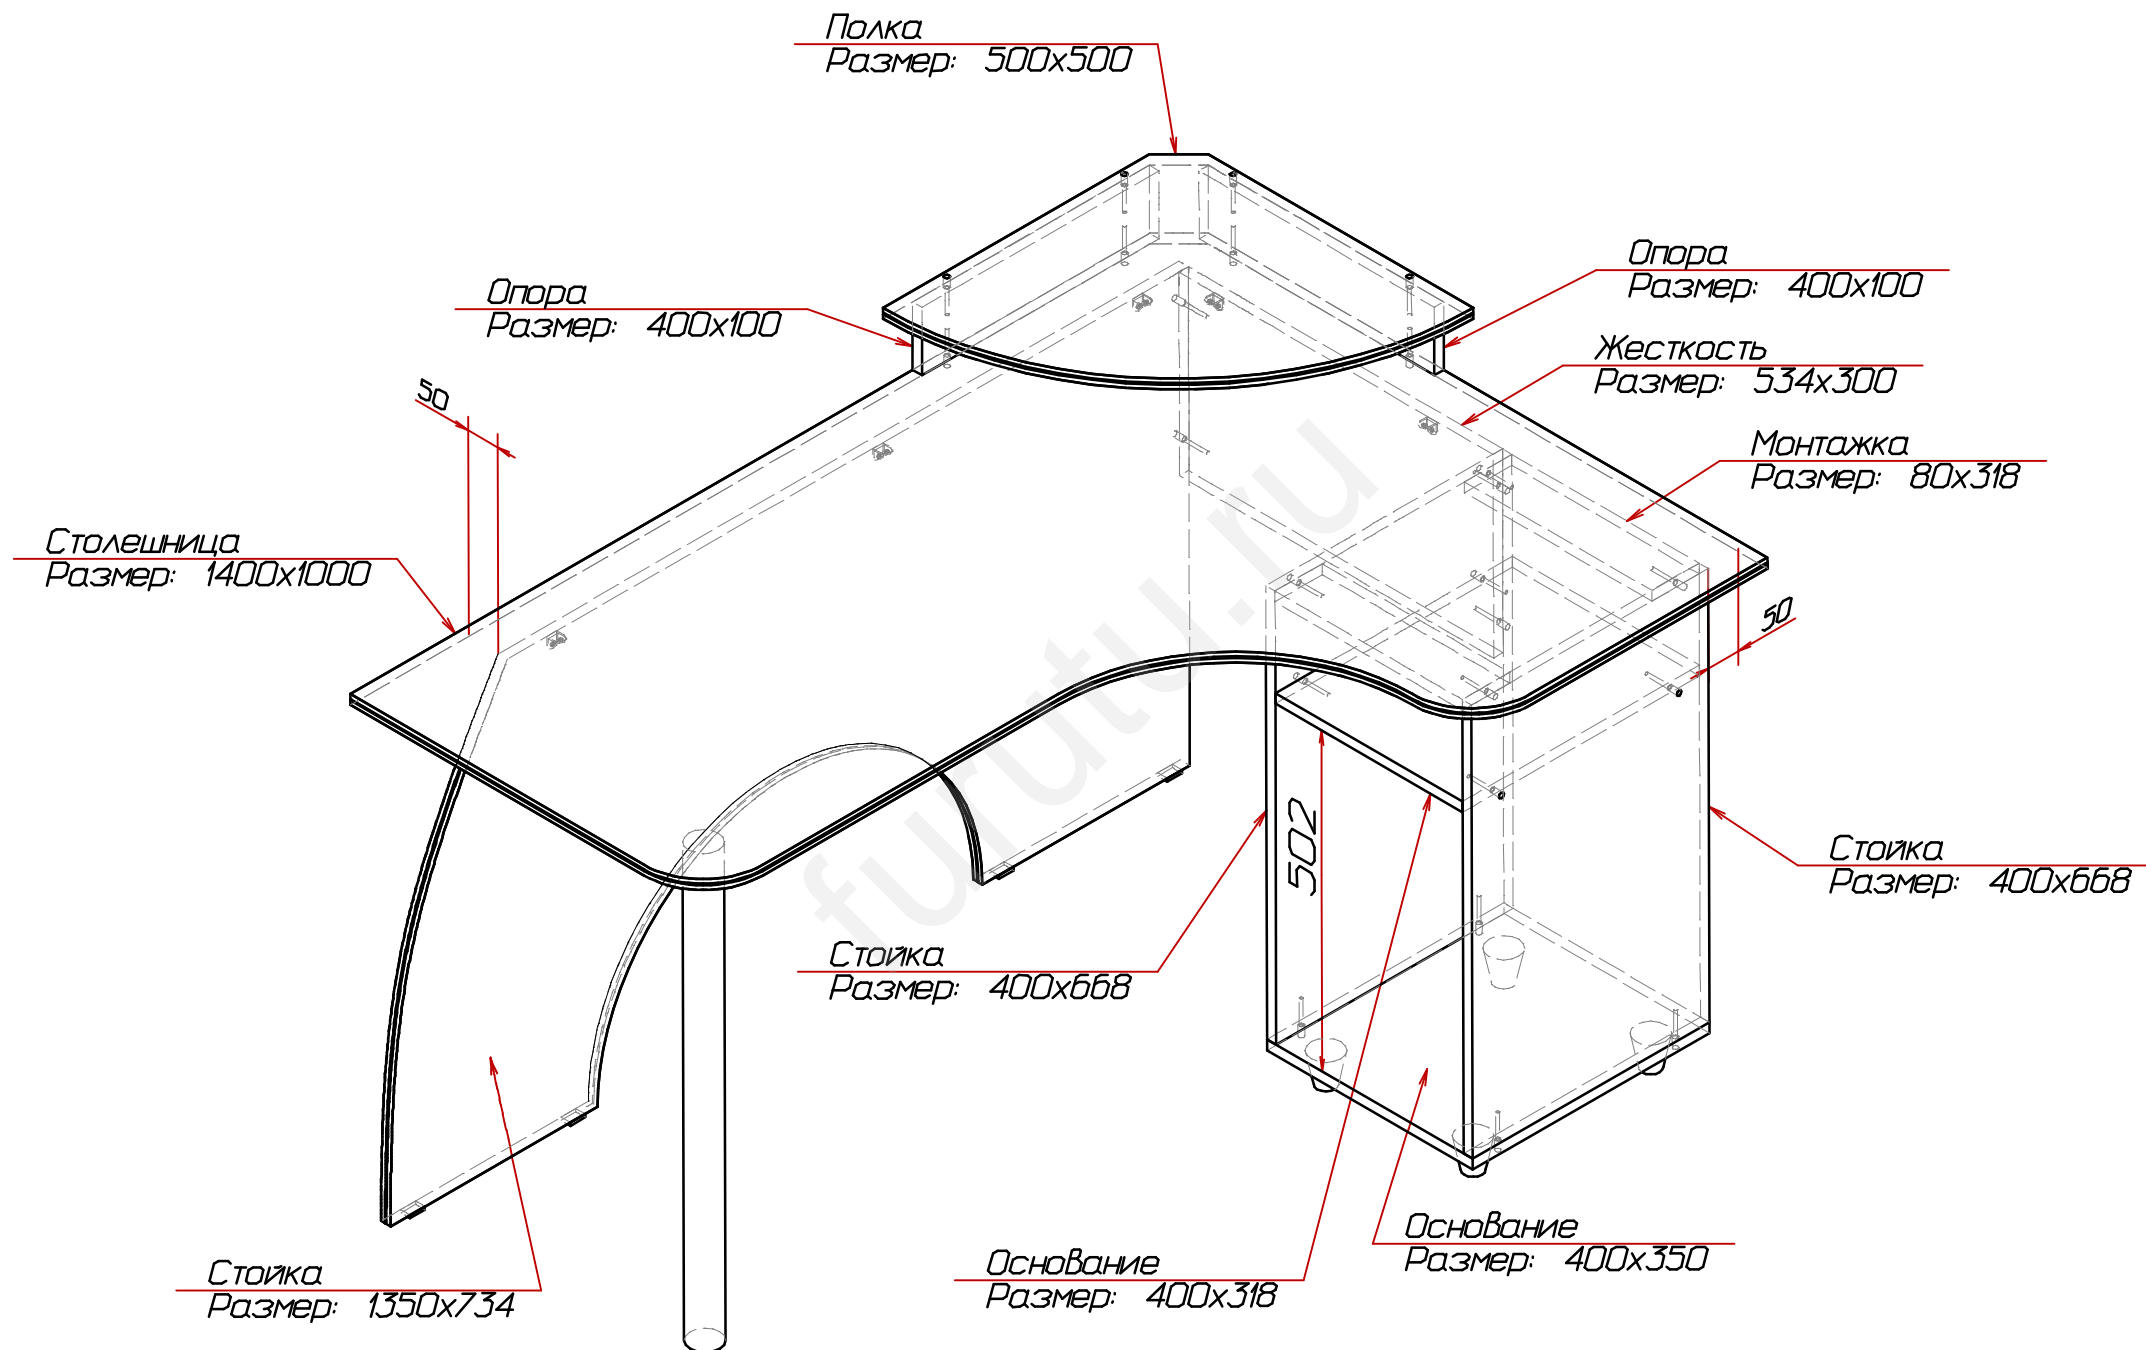 Полка
Размер: 500х500
Опора
Размер: 400х100
Опора
Размер: 400х100
Жесткость
Размер: 534х300
50
Монтажка
Размер: 80х318
Столешница
Размер: 1400х1000
50
502
Стойка
Размер: 400х668
Стойка
Размер: 400х668
Основание
Размер: 400х350
Основание
Размер: 400х318
Стойка
Размер: 1350х734
furutu.ru